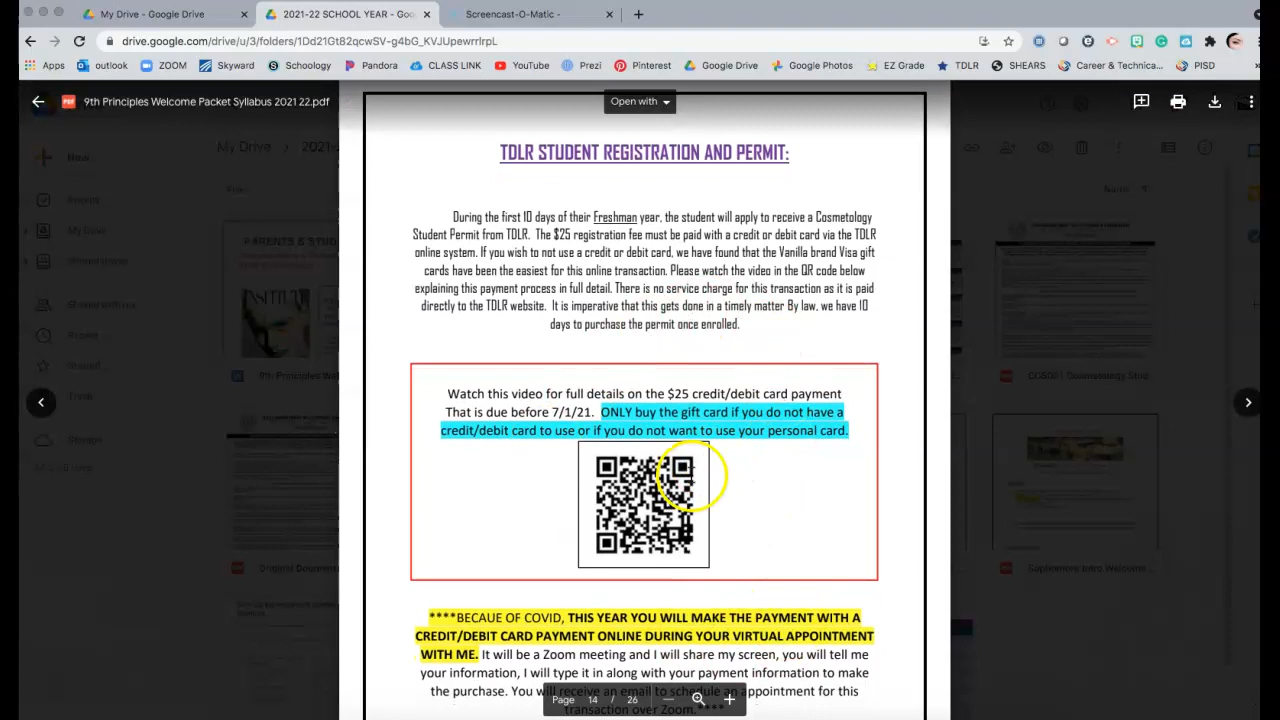 My Drive - Google Drive
2021-22 SCHOOL YEAR - Goo
Screencast-O-Matic -
drive.google.com/drive/u/3/folders/1Dd21Gt82qcwSV-g4bG_KVJUpewrrlrpL
Apps outlook ZOOM Skyward Schoology Pandora CLASS LINK YouTube Prezi Pinterest Google Drive Google Photos EZ Grade TDLR SHEARS Career & Technica... PISD
9th Principles Welcome Packet Syllabus 2021 22.pdf
Open with
New
My Drive
TDLR STUDENT REGISTRATION AND PERMIT:
During the first 10 days of their Freshman year, the student will apply to receive a Cosmetology
Student Permit from TDLR. The $25 registration fee must be paid with a credit or debit card via the TDLR
online system. If you wish to not use a credit or debit card, we have found that the Vanilla brand Visa gift
cards have been the easiest for this online transaction. Please watch the video in the QR code below
explaining this payment process in full detail. There is no service charge for this transaction as it is paid
directly to the TDLR website. It is imperative that this gets done in a timely matter By law, we have 10
days to purchase the permit once enrolled.
Watch this video for full details on the $25 credit/debit card payment
That is due before 7/1/21. ONLY buy the gift card if you do not have a
credit/debit card to use or if you do not want to use your personal card.
****BECAUE OF COVID, THIS YEAR YOU WILL MAKE THE PAYMENT WITH A
CREDIT/DEBIT CARD PAYMENT ONLINE DURING YOUR VIRTUAL APPOINTMENT
WITH ME. It will be a Zoom meeting and I will share my screen, you will tell me
your information, I will type it in along with your payment information to make
the purchase. You will receive an email to schedule an appointment for this
transaction over Zoom.****
Page 14 / 26